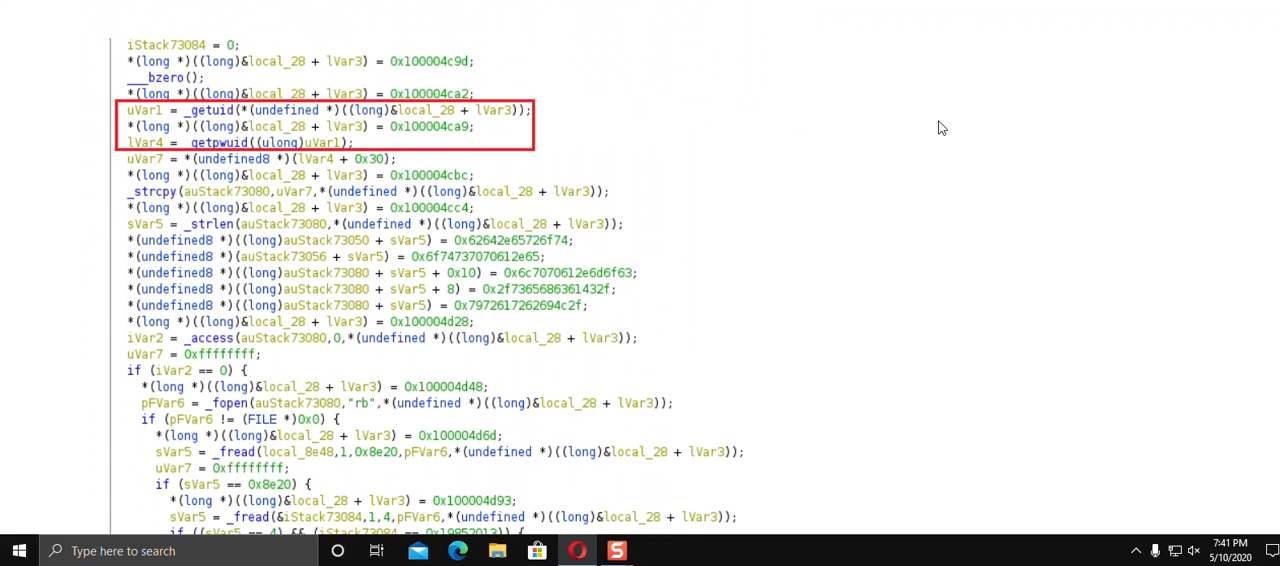 iStack73084 = 0;
*(long *)((long)&local_28 + lVar3) = 0x100004c9d;
___bzero();
*(long *)((long)&local_28 + lVar3) = 0x100004ca2;
uVar1 = _getuid(*(undefined *)((long)&local_28 + lVar3));
*(long *)((long)&local_28 + lVar3) = 0x100004ca9;
lVar4 = _getpwuid((ulong)uVar1);
uVar7 = *(undefined8 *)(lVar4 + 0x30);
*(long *)((long)&local_28 + lVar3) = 0x100004cbc;
_strcpy(auStack73080,uVar7,*(undefined *)((long)&local_28 + lVar3));
*(long *)((long)&local_28 + lVar3) = 0x100004cc4;
sVar5 = _strlen(auStack73080,*(undefined *)((long)&local_28 + lVar3));
*(undefined8 *)((long)auStack73050 + sVar5) = 0x62642e65726f74;
*(undefined8 *)(auStack73056 + sVar5) = 0x6f74737070612e65;
*(undefined8 *)((long)auStack73080 + sVar5 + 0x10) = 0x6c7070612e6d6f63;
*(undefined8 *)((long)auStack73080 + sVar5 + 8) = 0x2f7365686361432f;
*(undefined8 *)((long)auStack73080 + sVar5) = 0x7972617262694c2f;
*(long *)((long)&local_28 + lVar3) = 0x100004d28;
iVar2 = _access(auStack73080,0,*(undefined *)((long)&local_28 + lVar3));
uVar7 = 0xffffffff;
if (iVar2 == 0) {
*(long *)((long)&local_28 + lVar3) = 0x100004d48;
pFVar6 = _fopen(auStack73080,"rb",*(undefined *)((long)&local_28 + lVar3));
if (pFVar6 != (FILE *)0x0) {
*(long *)((long)&local_28 + lVar3) = 0x100004d6d;
sVar5 = _fread(local_8e48,1,0x8e20,pFVar6,*(undefined *)((long)&local_28 + lVar3));
uVar7 = 0xffffffff;
if (sVar5 == 0x8e20) {
*(long *)((long)&local_28 + lVar3) = 0x100004d93;
sVar5 = _fread(&iStack73084,1,4,pFVar6,*(undefined *)((long)&local_28 + lVar3));
if ((sVar5 == 4) && (iStack73084 == 0x19852013)) {
Type here to search
7:41 PM
5/10/2020